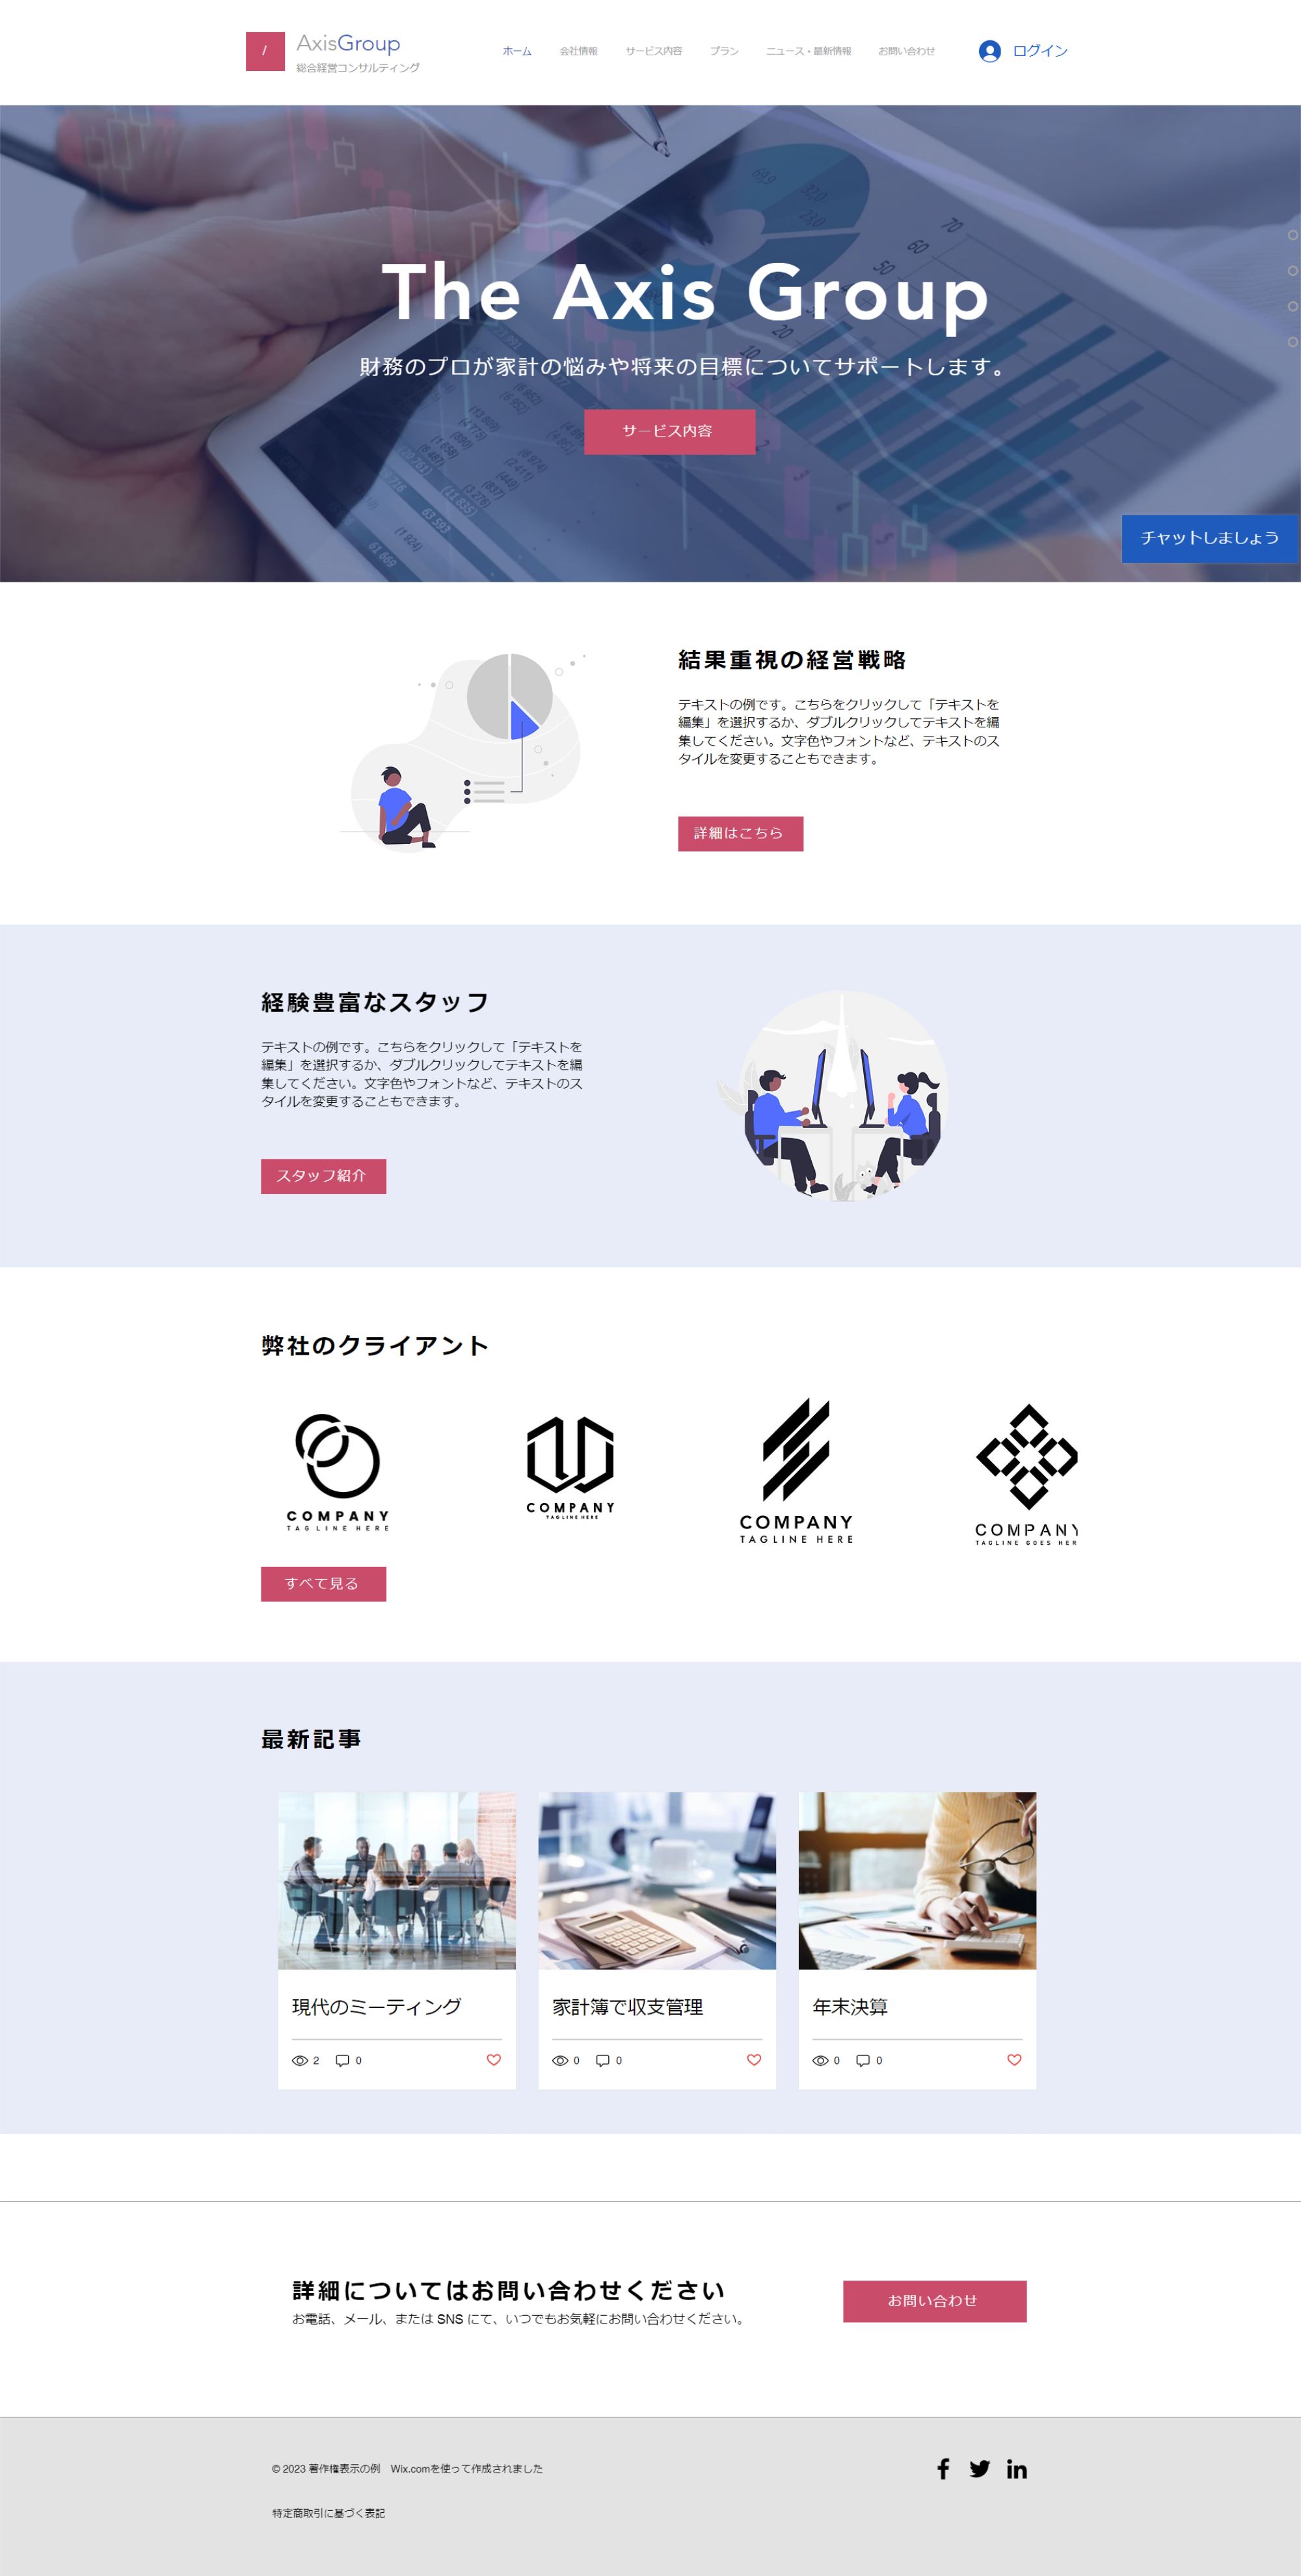 /
AxisGroup
総合経営コンサルティング
ホーム 会社情報 サービス内容 プラン ニュース・最新情報 お問い合わせ
ログイン
The Axis Group
財務のプロが家計の悩みや将来の目標についてサポートします。
サービス内容
チャットしましょう
結果重視の経営戦略
テキストの例です。こちらをクリックして「テキストを
編集」を選択するか、ダブルクリックしてテキストを編
集してください。文字色やフォントなど、テキストのス
タイルを変更することもできます。
詳細はこちら
経験豊富なスタッフ
テキストの例です。こちらをクリックして「テキストを
編集」を選択するか、ダブルクリックしてテキストを編
集してください。文字色やフォントなど、テキストのス
タイルを変更することもできます。
スタッフ紹介
弊社のクライアント
COMPANY
TAGLINE HERE
COMPANY
TAGLINE HERE
COMPANY
TAGLINE HERE
COMPANY
TAGLINE GOES HER
すべて見る
最新記事
現代のミーティング
2 0
家計簿で収支管理
0 0
年末決算
0 0
詳細についてはお問い合わせください
お電話、メール、または SNS にて、いつでもお気軽にお問い合わせください。
お問い合わせ
© 2023 著作権表示の例 Wix.comを使って作成されました
特定商取引に基づく表記